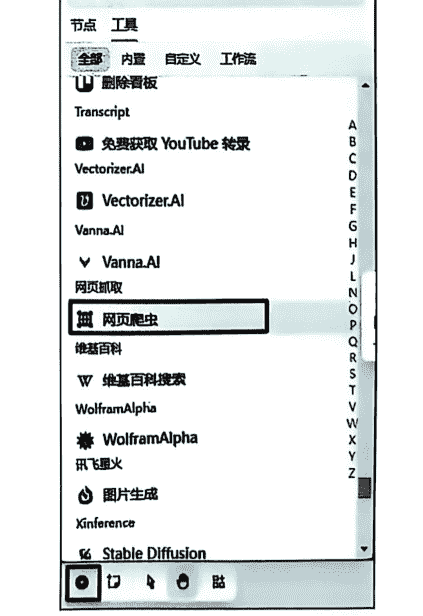 节点 工具
全部 内置 自定义 工作流
删除看板
Transcript
免费获取 YouTube 转录
Vectorizer.AI
Vectorizer.AI
Vanna.AI
Vanna.AI
网页抓取
网页爬虫
维基百科
维基百科搜索
WolframAlpha
WolframAlpha
讯飞星火
图片生成
Xinference
Stable Diffusion
A
B
C
D
E
F
G
H
J
L
N
O
P
Q
R
S
T
V
W
X
Y
Z